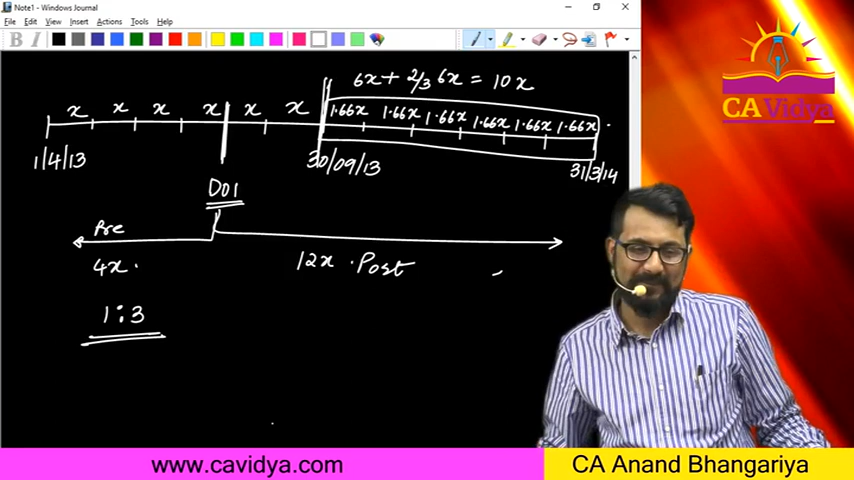 Note1 - Windows Journal
File Edit View Insert Actions Tools Help
B I
6x + 2/3 6x = 10x
x x x x x x 1.66x 1.66x 1.66x 1.66x 1.66x 1.66x
1/4/13 30/09/13 31/3/14
DOI
Pre
4x. 12x . Post
1:3
CA Vidya
www.cavidya.com CA Anand Bhangariya